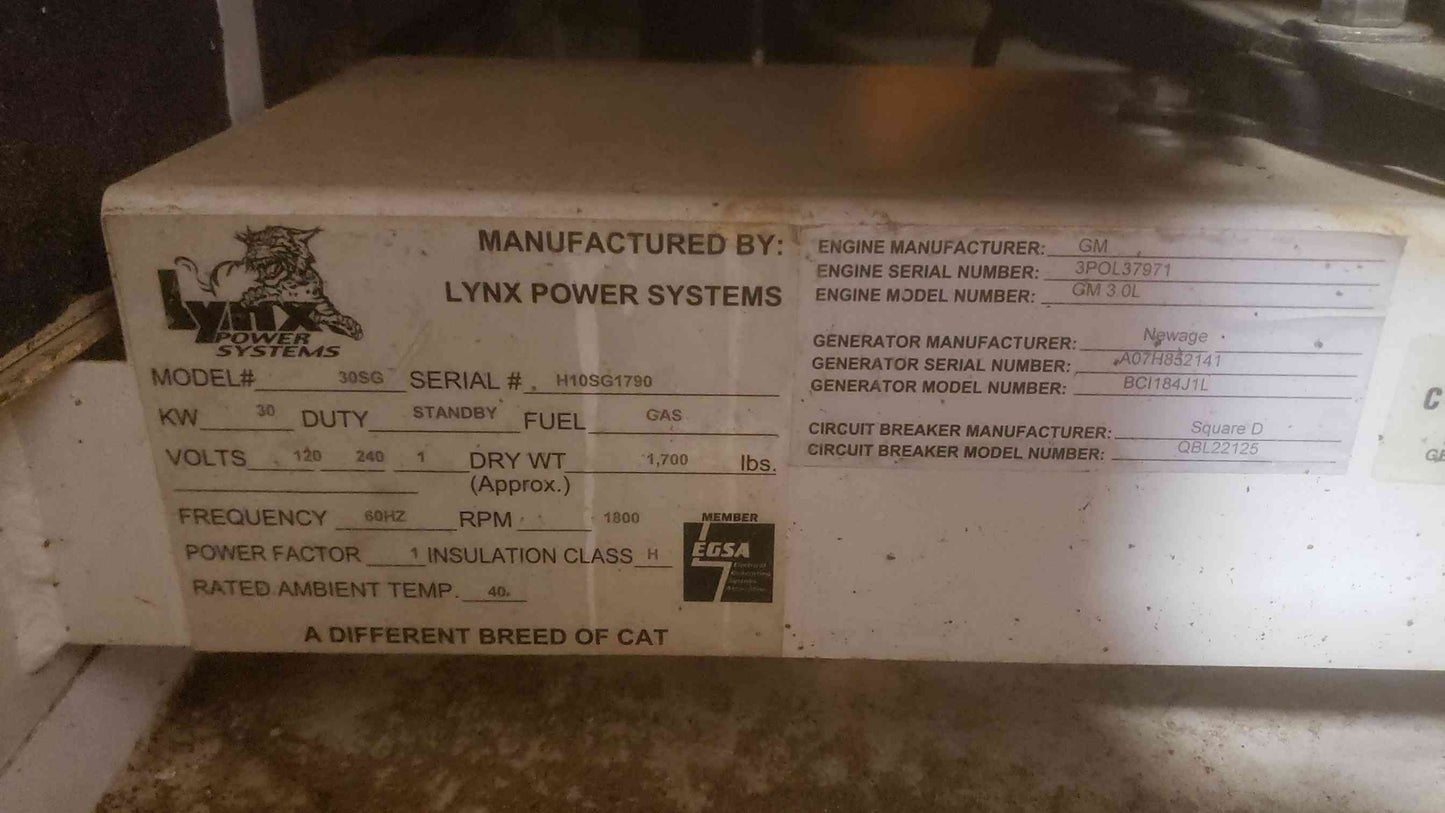 Lynx
POWER
SYSTEMS
MANUFACTURED BY:
LYNX POWER SYSTEMS
MODEL# 30SG SERIAL # H10SG1790
KW 30 DUTY STANDBY FUEL GAS
VOLTS 120 240 1 DRY WT 1,700 lbs.
(Approx.)
FREQUENCY 60HZ RPM 1800
POWER FACTOR 1 INSULATION CLASS H
RATED AMBIENT TEMP. 40
MEMBER
EGSA
A DIFFERENT BREED OF CAT
ENGINE MANUFACTURER: GM
ENGINE SERIAL NUMBER: 3POL37971
ENGINE MODEL NUMBER: GM 3.0L
GENERATOR MANUFACTURER: Newage
GENERATOR SERIAL NUMBER: A07H852141
GENERATOR MODEL NUMBER: BCI184J1L
CIRCUIT BREAKER MANUFACTURER: Square D
CIRCUIT BREAKER MODEL NUMBER: QBL22125